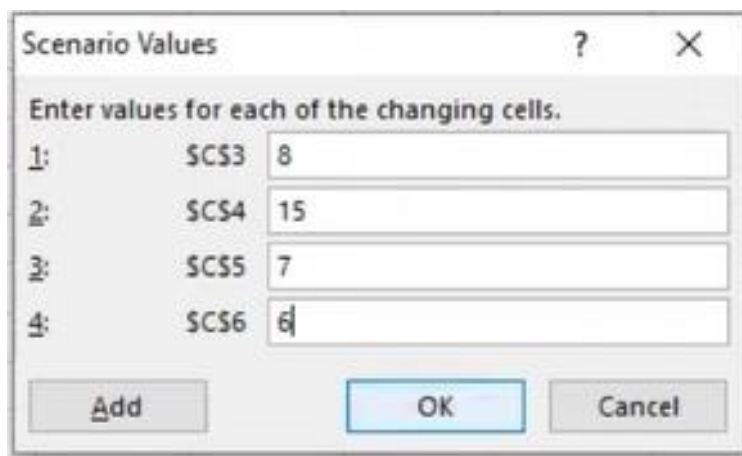 Scenario Values ? ×
Enter values for each of the changing cells.
1: $C$3 8
2: $C$4 15
3: $C$5 7
4: $C$6 6
Add OK Cancel